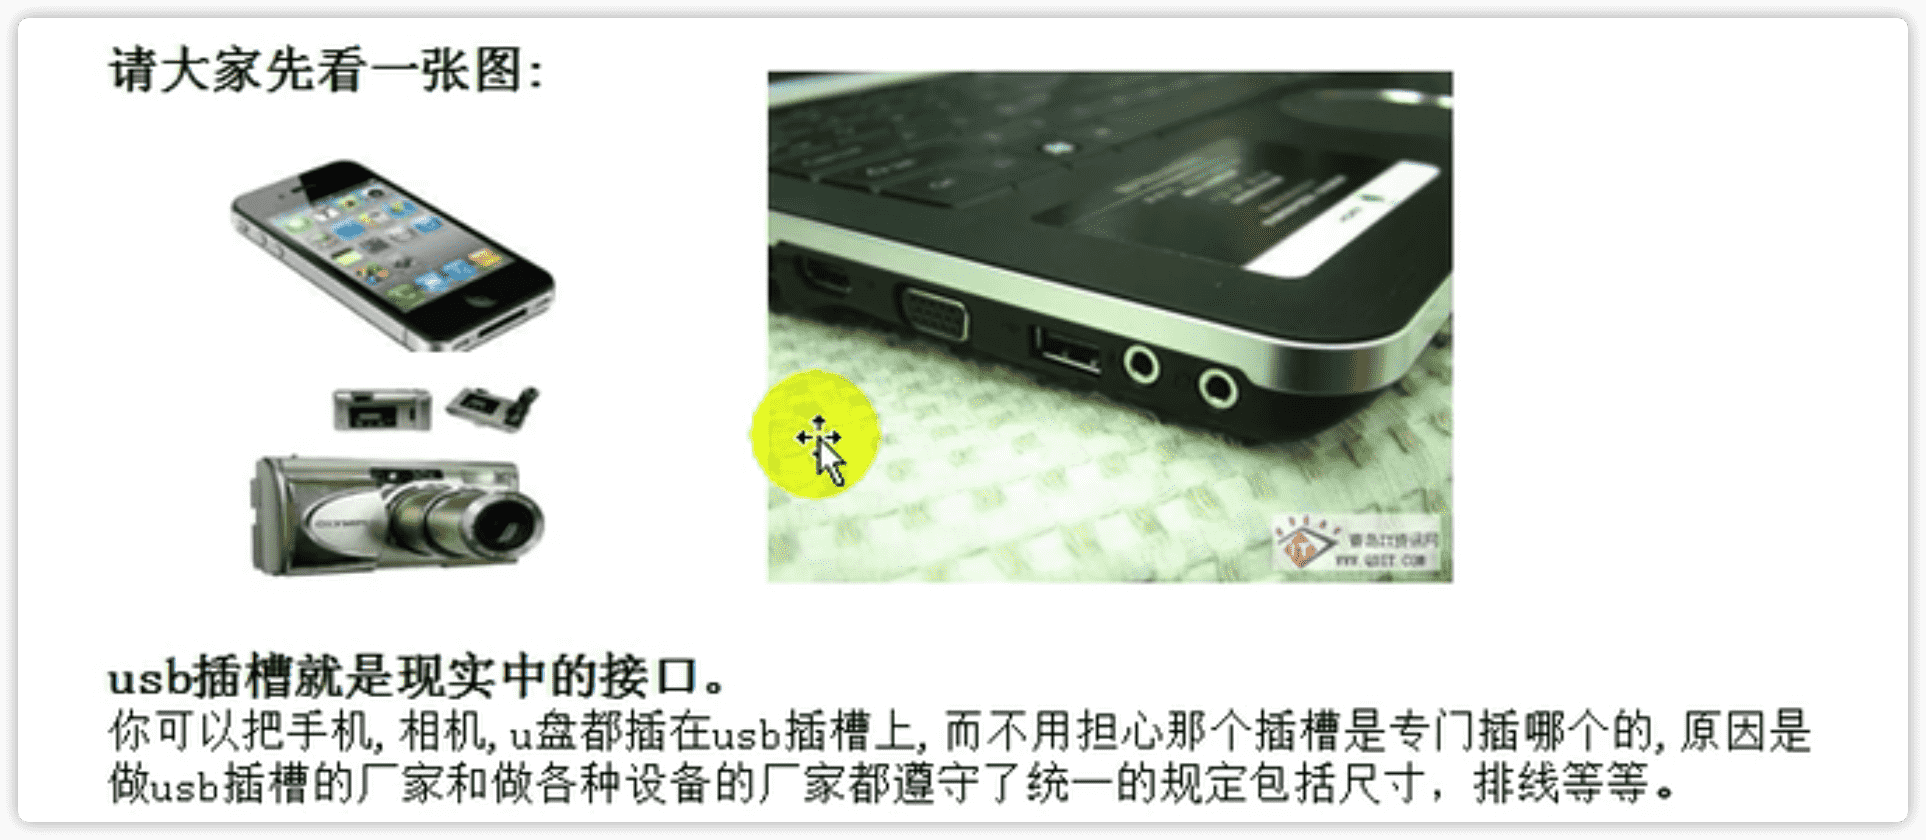 请大家先看一张图:
usb插槽就是现实中的接口。
你可以把手机,相机,u盘都插在usb插槽上,而不用担心那个插槽是专门插哪个的,原因是
做usb插槽的厂家和做各种设备的厂家都遵守了统一的规定包括尺寸，排线等等。